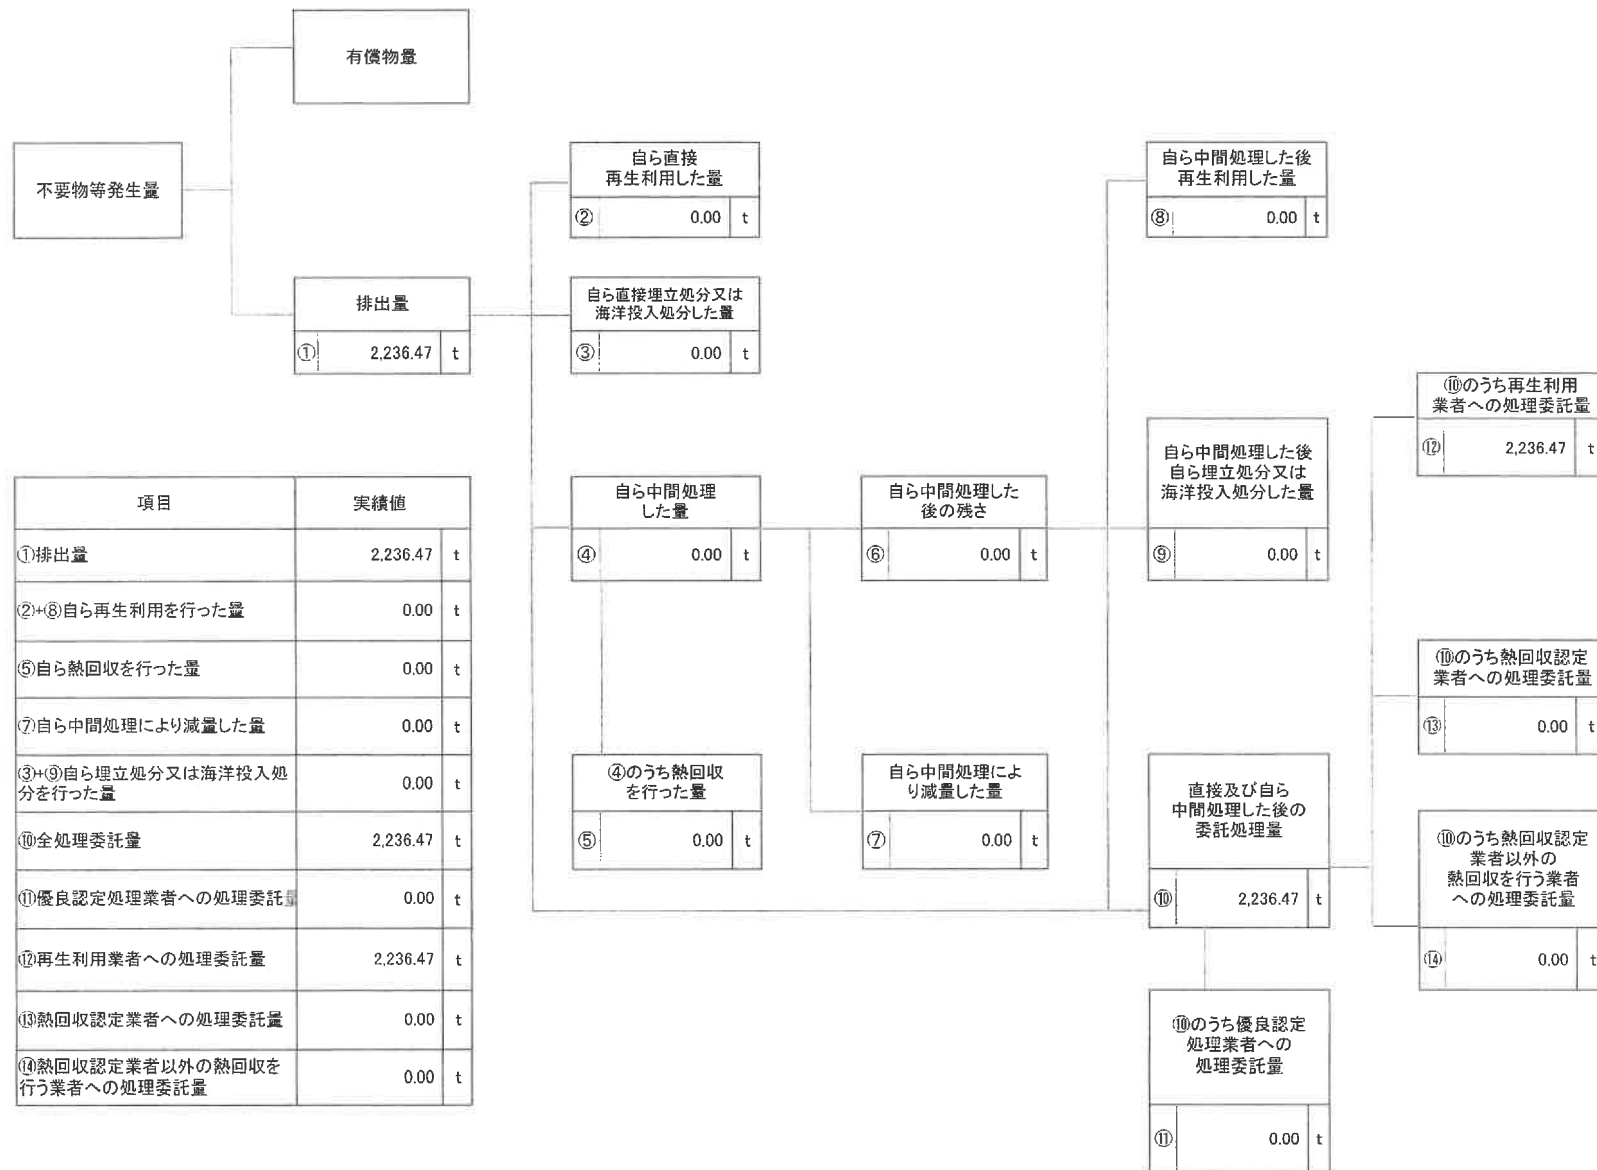 有償物量
不要物等発生量
排出量
① 2,236.47 t
自ら直接
再生利用した量
② 0.00 t
自ら直接埋立処分又は
海洋投入処分した量
③ 0.00 t
自ら中間処理
した量
④ 0.00 t
④のうち熱回収
を行った量
⑤ 0.00 t
自ら中間処理した
後の残さ
⑥ 0.00 t
自ら中間処理によ
り減量した量
⑦ 0.00 t
自ら中間処理した後
再生利用した量
⑧ 0.00 t
自ら中間処理した後
自ら埋立処分又は
海洋投入処分した量
⑨ 0.00 t
直接及び自ら
中間処理した後の
委託処理量
⑩ 2,236.47 t
⑩のうち優良認定
処理業者への
処理委託量
⑪ 0.00 t
⑩のうち再生利用
業者への処理委託量
⑫ 2,236.47 t
⑩のうち熱回収認定
業者への処理委託量
⑬ 0.00 t
⑩のうち熱回収認定
業者以外の
熱回収を行う業者
への処理委託量
⑭ 0.00 t
項目 実績値
①排出量 2,236.47 t
②+⑧自ら再生利用を行った量 0.00 t
⑤自ら熱回収を行った量 0.00 t
⑦自ら中間処理により減量した量 0.00 t
③+⑨自ら埋立処分又は海洋投入処
分を行った量 0.00 t
⑩全処理委託量 2,236.47 t
⑪優良認定処理業者への処理委託量 0.00 t
⑫再生利用業者への処理委託量 2,236.47 t
⑬熱回収認定業者への処理委託量 0.00 t
⑭熱回収認定業者以外の熱回収を
行う業者への処理委託量 0.00 t